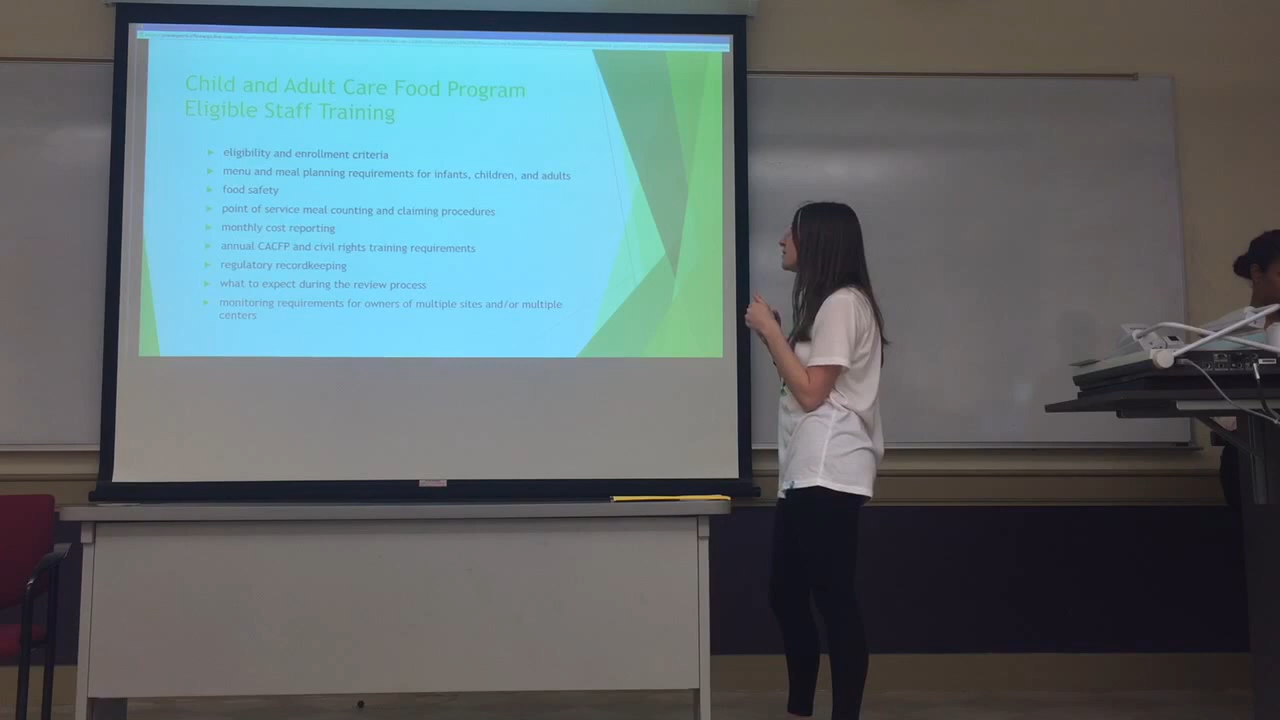 Child and Adult Care Food Program
Eligible Staff Training
eligibility and enrollment criteria
menu and meal planning requirements for infants, children, and adults
food safety
point of service meal counting and claiming procedures
monthly cost reporting
annual CACFP and civil rights training requirements
regulatory recordkeeping
what to expect during the review process
monitoring requirements for owners of multiple sites and/or multiple
centers